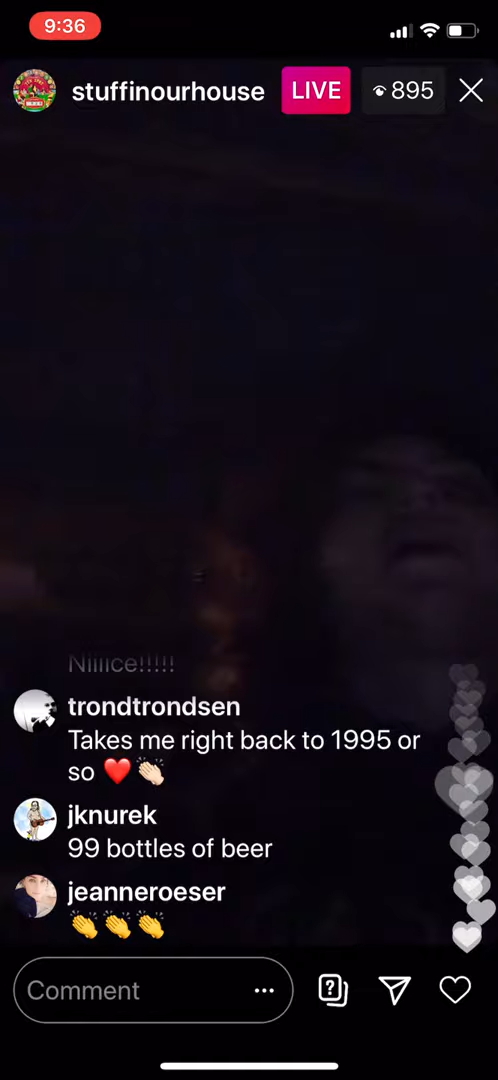 9:36
stuffinourhouse LIVE 895
Niiiice!!!!!
trondtrondsen
Takes me right back to 1995 or
so ❤️ 👏🏻
jknurek
99 bottles of beer
jeanneroeser
👏 👏 👏
Comment